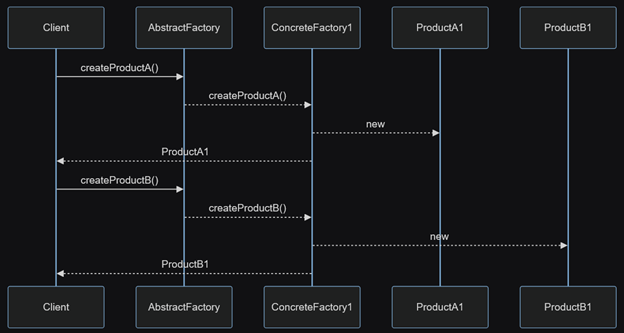 Client AbstractFactory ConcreteFactory1 ProductA1 ProductB1
createProductA()
createProductA()
new
ProductA1
createProductB()
createProductB()
new
ProductB1
Client AbstractFactory ConcreteFactory1 ProductA1 ProductB1